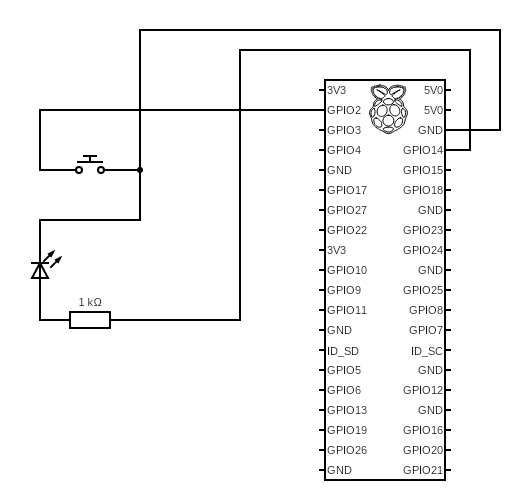 3V3 5V0
GPIO2 5V0
GPIO3 GND
GPIO4 GPIO14
GND GPIO15
GPIO17 GPIO18
GPIO27 GND
GPIO22 GPIO23
3V3 GPIO24
GPIO10 GND
GPIO9 GPIO25
1 kΩ
GPIO11 GPIO8
GND GPIO7
ID_SD ID_SC
GPIO5 GND
GPIO6 GPIO12
GPIO13 GND
GPIO19 GPIO16
GPIO26 GPIO20
GND GPIO21